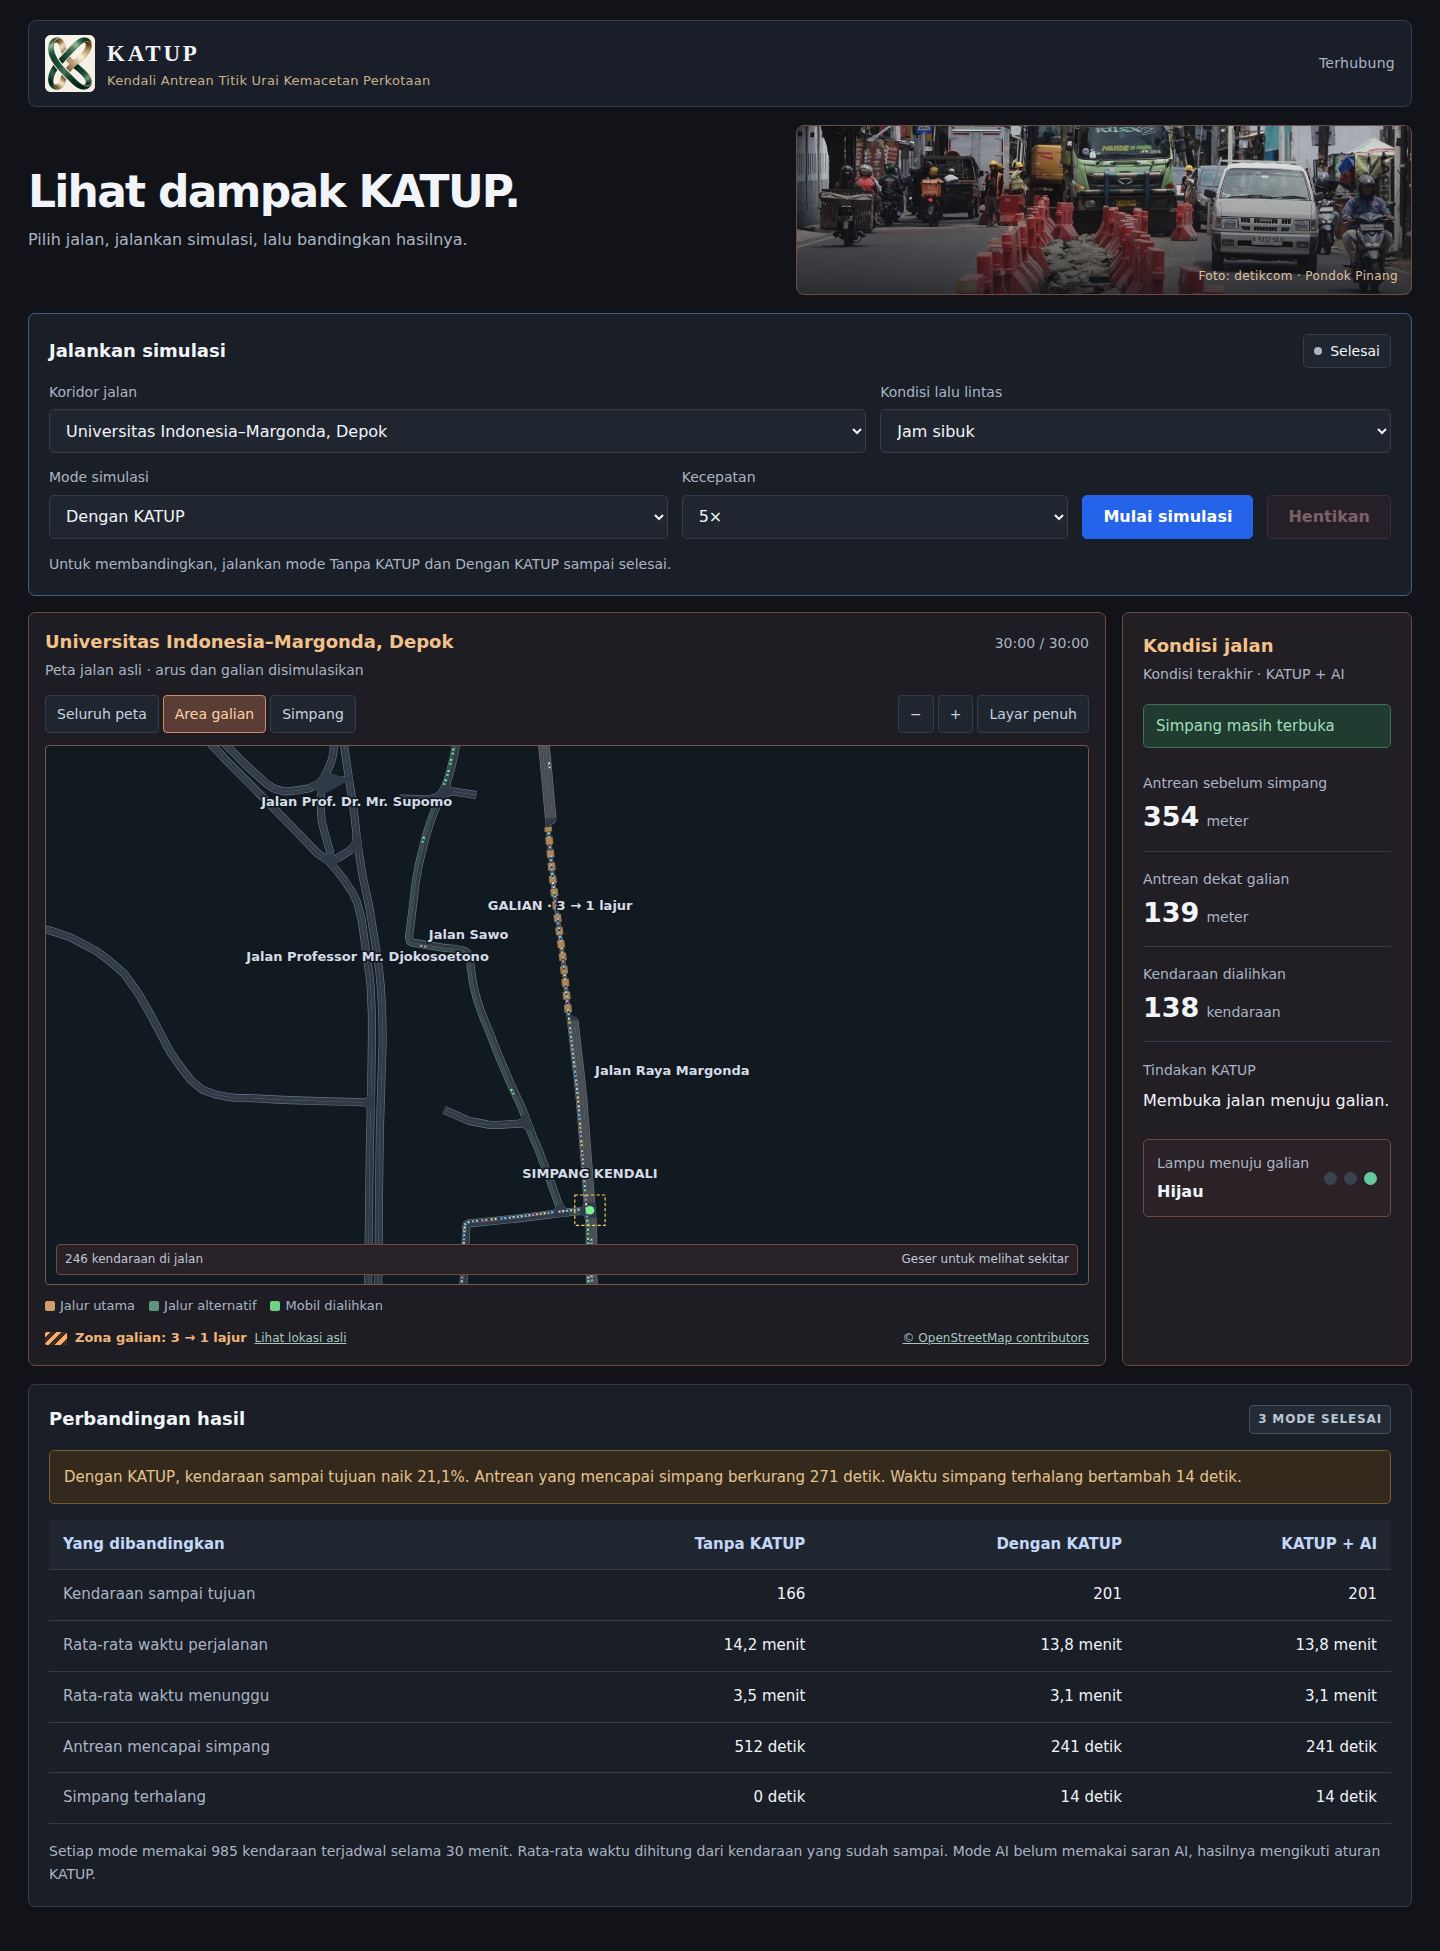 KATUP
Kendali Antrean Titik Urai Kemacetan Perkotaan
Terhubung
Lihat dampak KATUP.
Pilih jalan, jalankan simulasi, lalu bandingkan hasilnya.
Foto: detikcom · Pondok Pinang
Jalankan simulasi
Selesai
Koridor jalan
Kondisi lalu lintas
Universitas Indonesia–Margonda, Depok
Jam sibuk
Mode simulasi
Kecepatan
Dengan KATUP
5×
Mulai simulasi
Hentikan
Untuk membandingkan, jalankan mode Tanpa KATUP dan Dengan KATUP sampai selesai.
Universitas Indonesia–Margonda, Depok
30:00 / 30:00
Peta jalan asli · arus dan galian disimulasikan
Seluruh peta
Area galian
Simpang
−
+
Layar penuh
Jalan Prof. Dr. Mr. Supomo
GALIAN · 3 → 1 lajur
Jalan Sawo
Jalan Professor Mr. Djokosoetono
Jalan Raya Margonda
SIMPANG KENDALI
246 kendaraan di jalan
Geser untuk melihat sekitar
Jalur utama
Jalur alternatif
Mobil dialihkan
Zona galian: 3 → 1 lajur
Lihat lokasi asli
© OpenStreetMap contributors
Kondisi jalan
Kondisi terakhir · KATUP + AI
Simpang masih terbuka
Antrean sebelum simpang
354 meter
Antrean dekat galian
139 meter
Kendaraan dialihkan
138 kendaraan
Tindakan KATUP
Membuka jalan menuju galian.
Lampu menuju galian
Hijau
Perbandingan hasil
3 MODE SELESAI
Dengan KATUP, kendaraan sampai tujuan naik 21,1%. Antrean yang mencapai simpang berkurang 271 detik. Waktu simpang terhalang bertambah 14 detik.
Yang dibandingkan Tanpa KATUP Dengan KATUP KATUP + AI
Kendaraan sampai tujuan 166 201 201
Rata-rata waktu perjalanan 14,2 menit 13,8 menit 13,8 menit
Rata-rata waktu menunggu 3,5 menit 3,1 menit 3,1 menit
Antrean mencapai simpang 512 detik 241 detik 241 detik
Simpang terhalang 0 detik 14 detik 14 detik
Setiap mode memakai 985 kendaraan terjadwal selama 30 menit. Rata-rata waktu dihitung dari kendaraan yang sudah sampai. Mode AI belum memakai saran AI, hasilnya mengikuti aturan
KATUP.